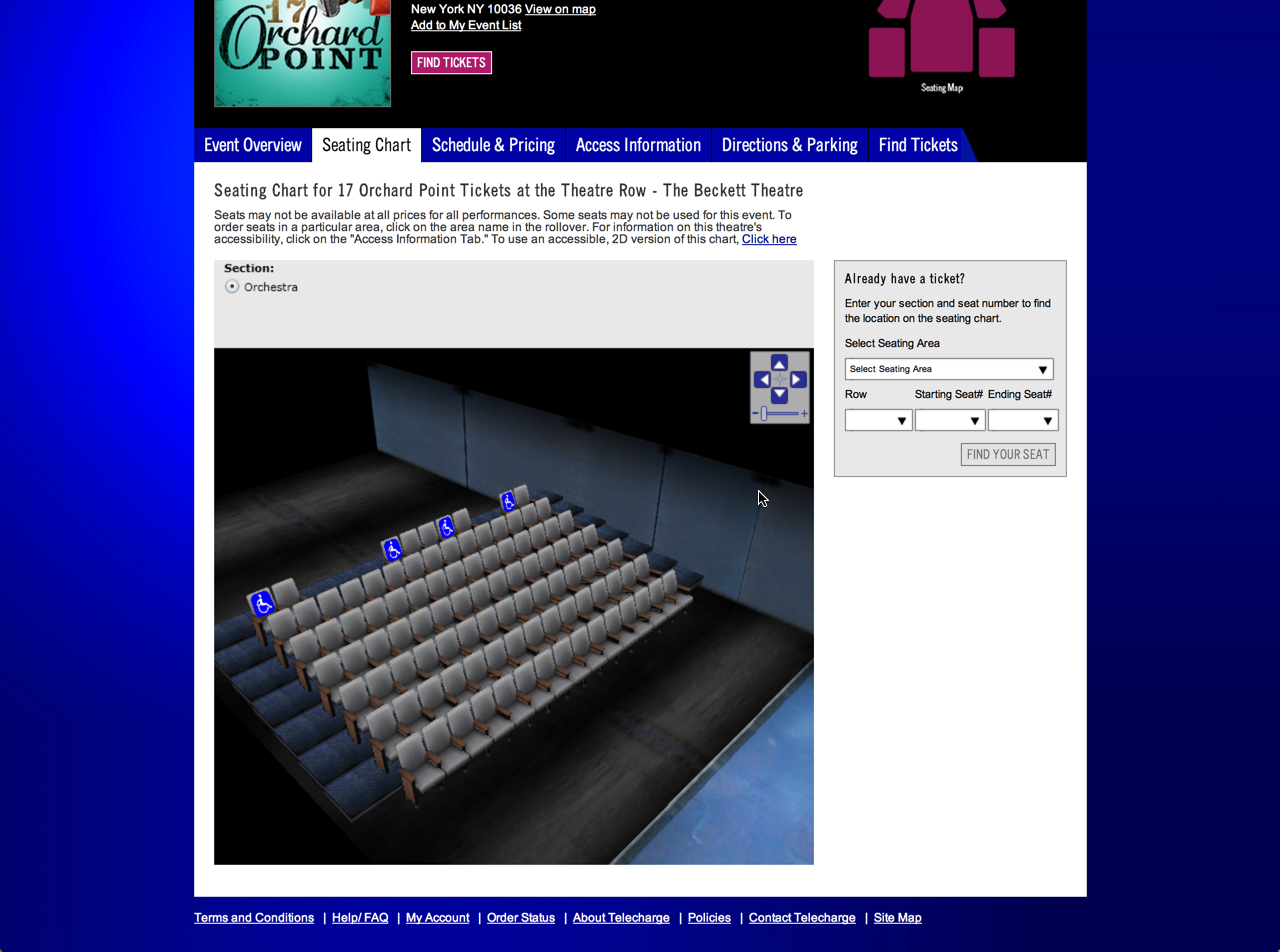 17
Orchard
POINT
New York NY 10036 View on map
Add to My Event List
FIND TICKETS
Seating Map
Event Overview
Seating Chart
Schedule & Pricing
Access Information
Directions & Parking
Find Tickets
Seating Chart for 17 Orchard Point Tickets at the Theatre Row - The Beckett Theatre
Seats may not be available at all prices for all performances. Some seats may not be used for this event. To
order seats in a particular area, click on the area name in the rollover. For information on this theatre's
accessibility, click on the "Access Information Tab." To use an accessible, 2D version of this chart, Click here
Section:
Orchestra
Already have a ticket?
Enter your section and seat number to find
the location on the seating chart.
Select Seating Area
Select Seating Area
Row Starting Seat# Ending Seat#
FIND YOUR SEAT
Terms and Conditions | Help/ FAQ | My Account | Order Status | About Telecharge | Policies | Contact Telecharge | Site Map